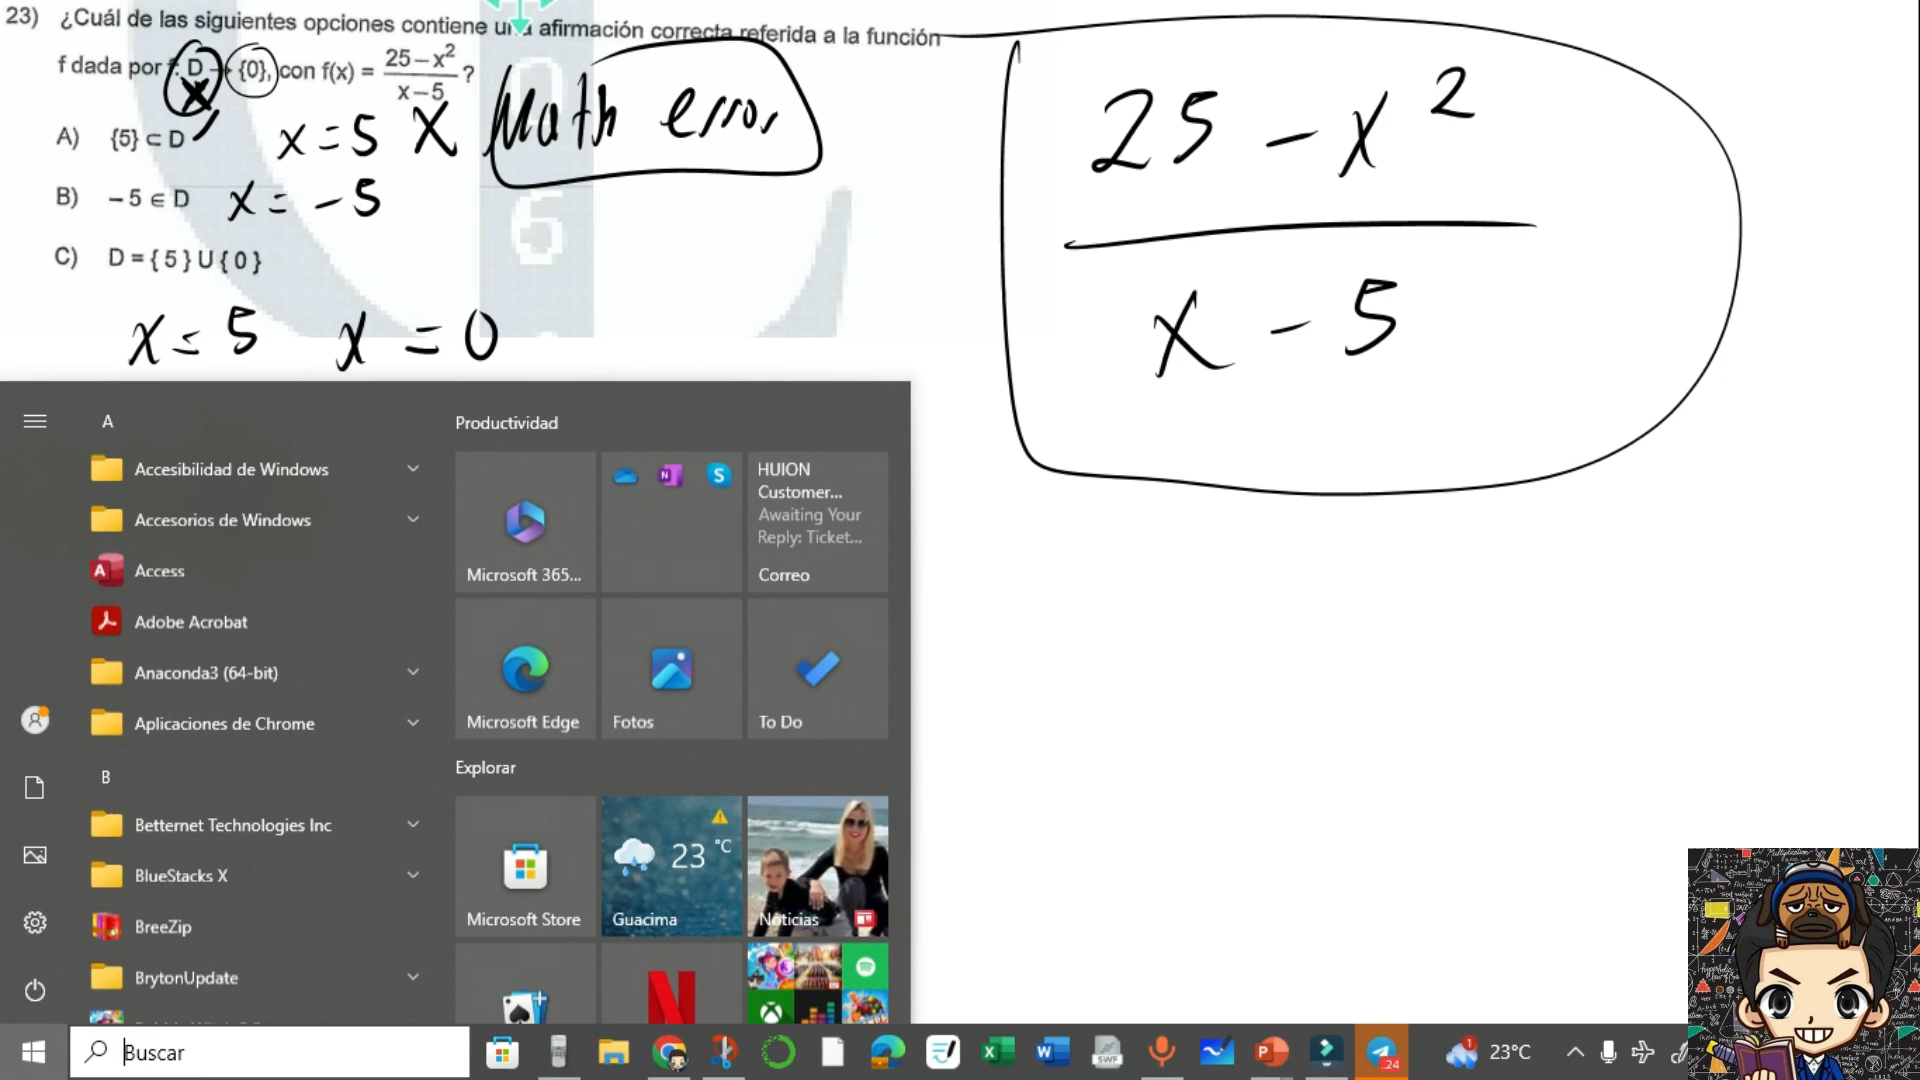 23) ¿Cuál de las siguientes opciones contiene una afirmación correcta referida a la función
f dada por f: D → {0}, con f(x) = 25 – x² / x – 5 ?
x
A) {5} ⊂ D
x = 5 X
Math error
B) – 5 ∈ D
x = – 5
C) D = { 5 } U { 0 }
x = 5 x = 0
25 – x²
x – 5
6
A
Accesibilidad de Windows
Accesorios de Windows
Access
Adobe Acrobat
Anaconda3 (64-bit)
Aplicaciones de Chrome
B
Betternet Technologies Inc
BlueStacks X
BreeZip
BrytonUpdate
Productividad
Microsoft 365...
HUION
Customer...
Awaiting Your
Reply: Ticket...
Correo
Microsoft Edge
Fotos
To Do
Explorar
Microsoft Store
23 °C
Guacima
Noticias
Buscar
SWF
24
1
23°C